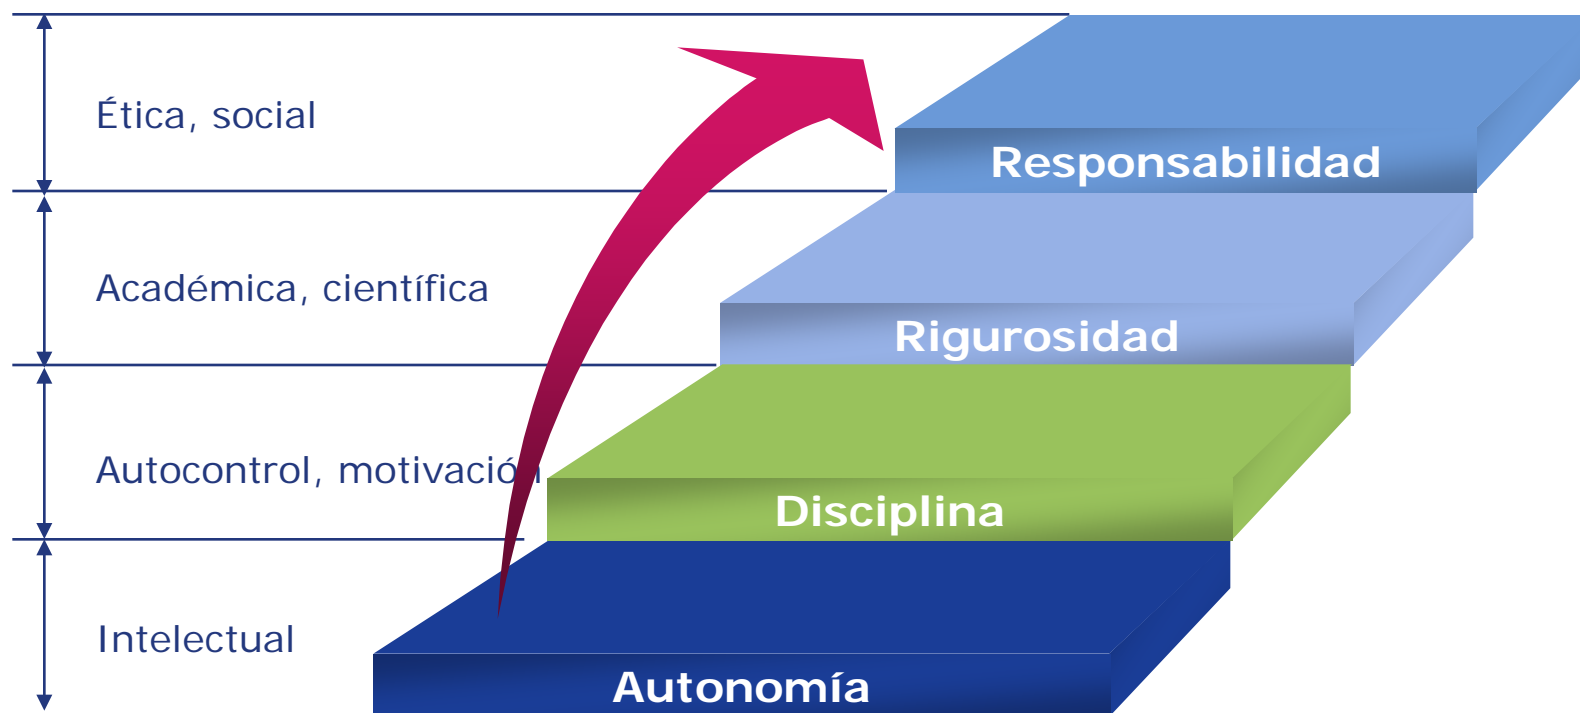 Ética, social
Responsabilidad
Académica, científica
Rigurosidad
Autocontrol, motivación
Disciplina
Intelectual
Autonomía